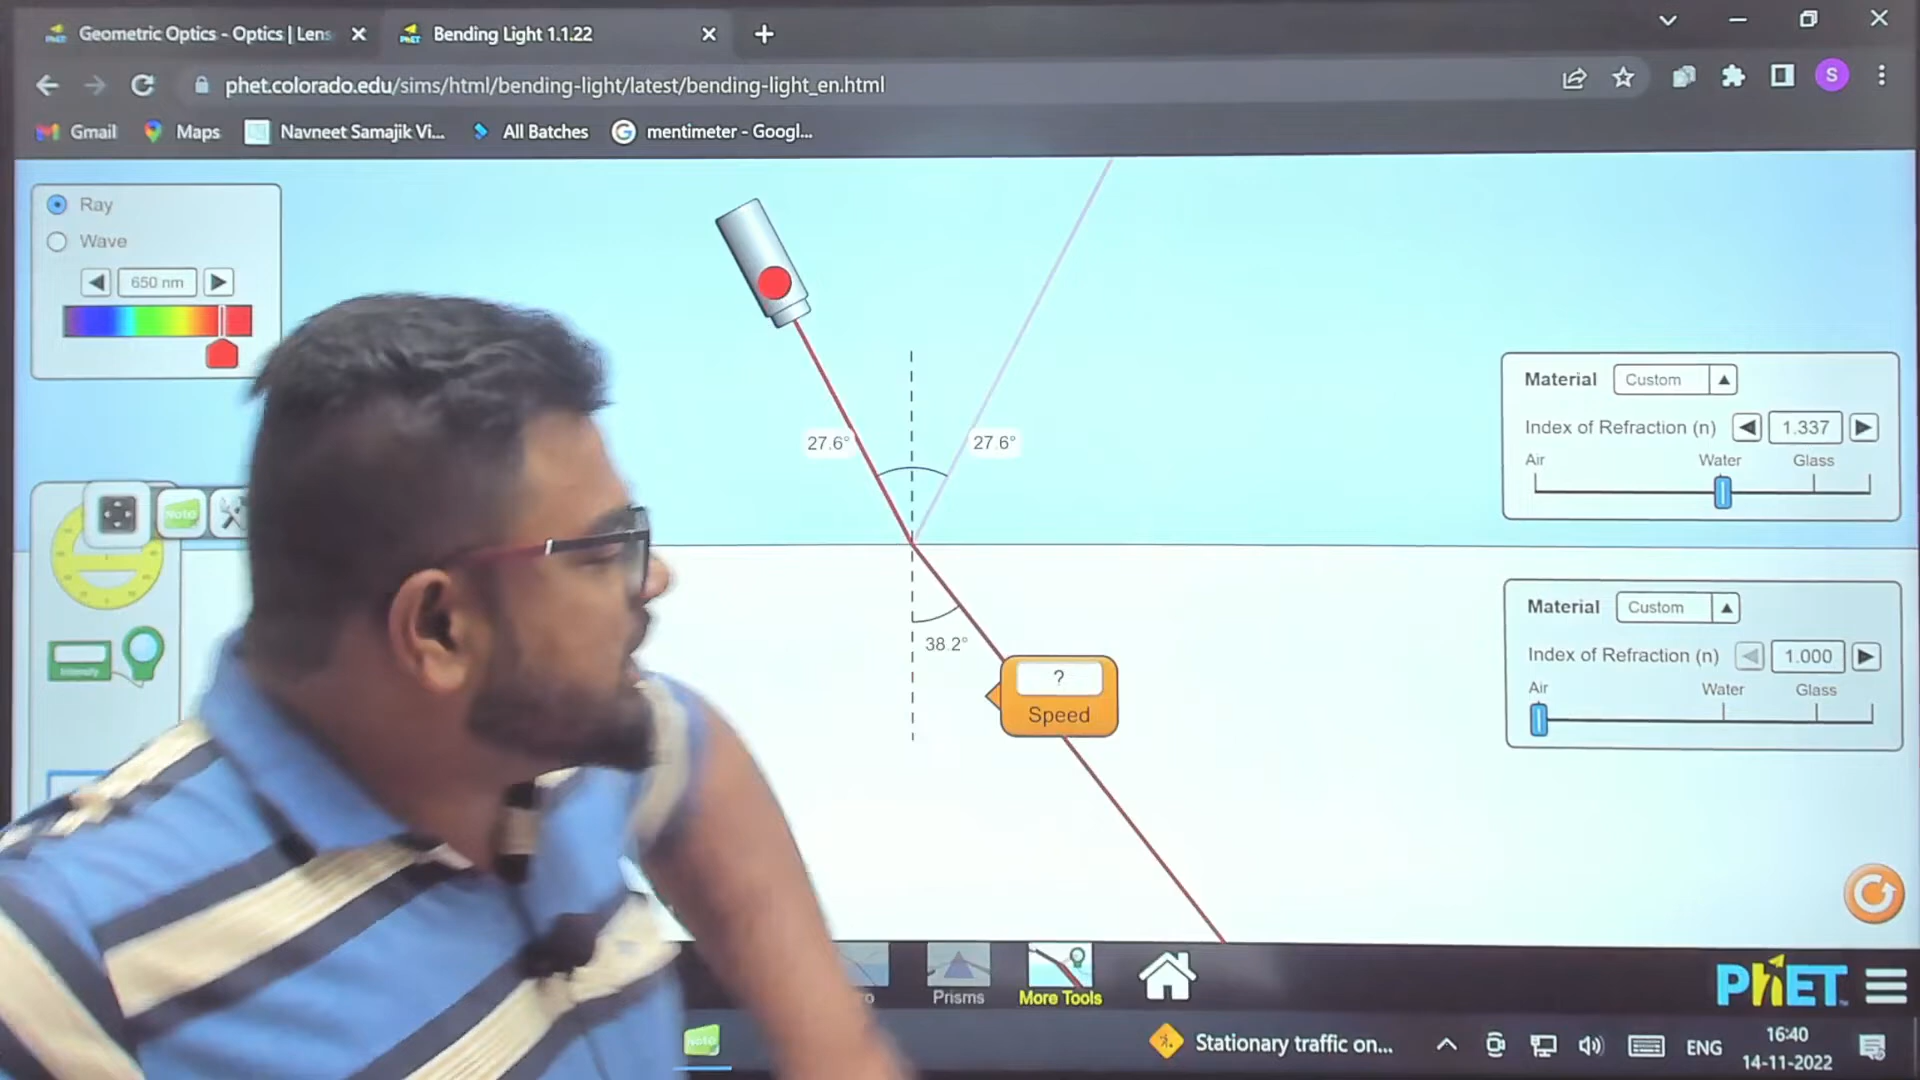 Geometric Optics - Optics | Lens
Bending Light 1.1.22
phet.colorado.edu/sims/html/bending-light/latest/bending-light_en.html
S
Gmail
Maps
Navneet Samajik Vi...
All Batches
mentimeter - Googl...
Ray
Wave
650 nm
27.6°
27.6°
38.2°
?
Speed
Material
Custom
Index of Refraction (n)
1.337
Air
Water
Glass
Material
Custom
Index of Refraction (n)
1.000
Air
Water
Glass
Noto
Intensity
Prisms
More Tools
PhET
Noto
Stationary traffic on...
ENG
16:40
14-11-2022